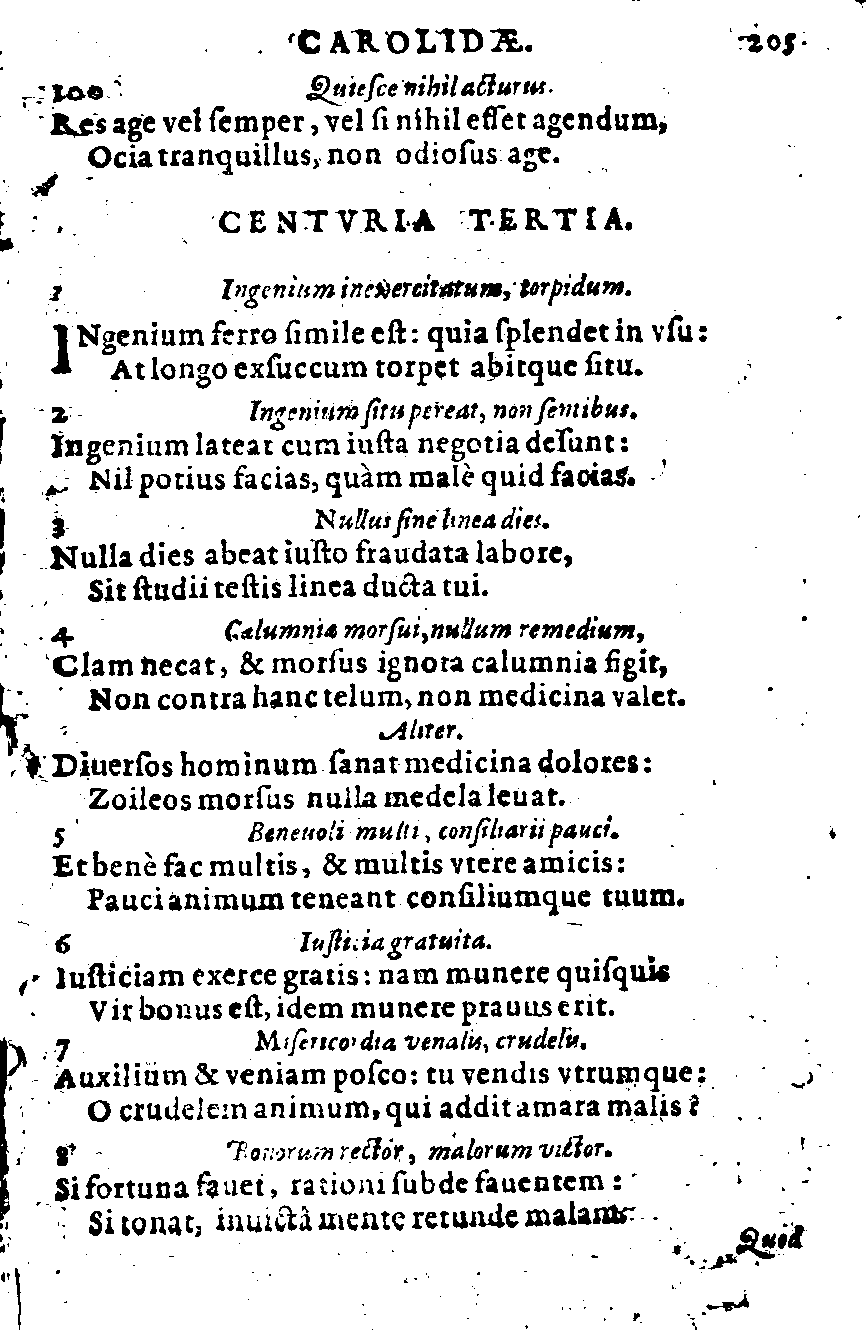 CAROLIDÆ. 205.
100 Quieſce nihil acturus.
Res age vel ſemper, vel ſi nihil eſſet agendum,
Ocia tranquillus, non odioſus age.
CENTVRIA TERTIA.
1 Ingenium inexercitatum, torpidum.
INgenium ferro ſimile eſt: quia ſplendet in vſu:
At longo exſuccum torpet abitque ſitu.
2 Ingenium ſitu pereat, non ſentibus.
Ingenium lateat cum iuſta negotia deſunt:
Nil potius facias, quàm malè quid facias.
3 Nullus ſine linea dies.
Nulla dies abeat iuſto fraudata labore,
Sit ſtudii teſtis linea ducta tui.
4 Calumniæ morſui, nullum remedium,
Clam necat, & morſus ignota calumnia figit,
Non contra hanc telum, non medicina valet.
Aliter.
Diuerſos hominum ſanat medicina dolores:
Zoileos morſus nulla medela leuat.
5 Beneuoli multi, conſiliarii pauci.
Et benè fac multis, & multis vtere amicis:
Pauci animum teneant conſiliumque tuum.
6 Iuſticia gratuita.
Iuſticiam exerce gratis: nam munere quiſquis
Vir bonus eſt, idem munere prauus erit.
7 Miſericordia venalis, crudelis.
Auxilium & veniam poſco: tu vendis vtrumque:
O crudelem animum, qui addit amara malis?
8 Bonorum rector, malorum victor.
Si fortuna fauet, rationi ſubde fauentem:
Si tonat, inuictâ mente retunde malam.
Quid